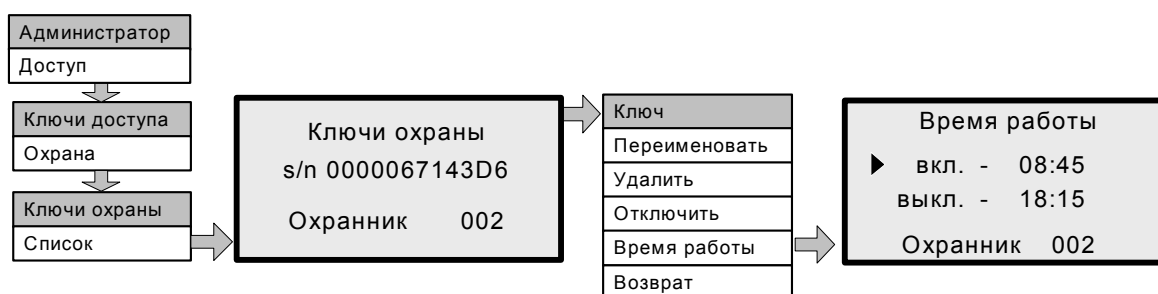 Администратор
Доступ
Ключи доступа
Охрана
Ключи охраны
Список
Ключи охраны
s/n 0000067143D6
Охранник 002
Ключ
Переименовать
Удалить
Отключить
Время работы
Возврат
Время работы
вкл. - 08:45
выкл. - 18:15
Охранник 002